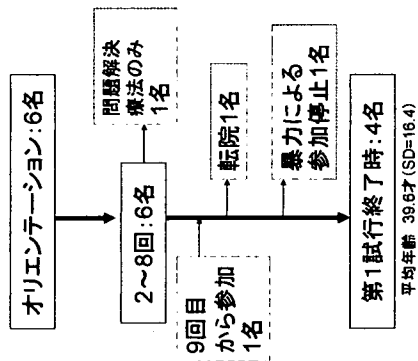 オリエンテーション:6名
問題解決
療法のみ
1名
2～8回:6名
9回目
から参加
1名
転院1名
暴力による
参加停止1名
第1試行終了時:4名
平均年齢 39.6才(SD=16.4)